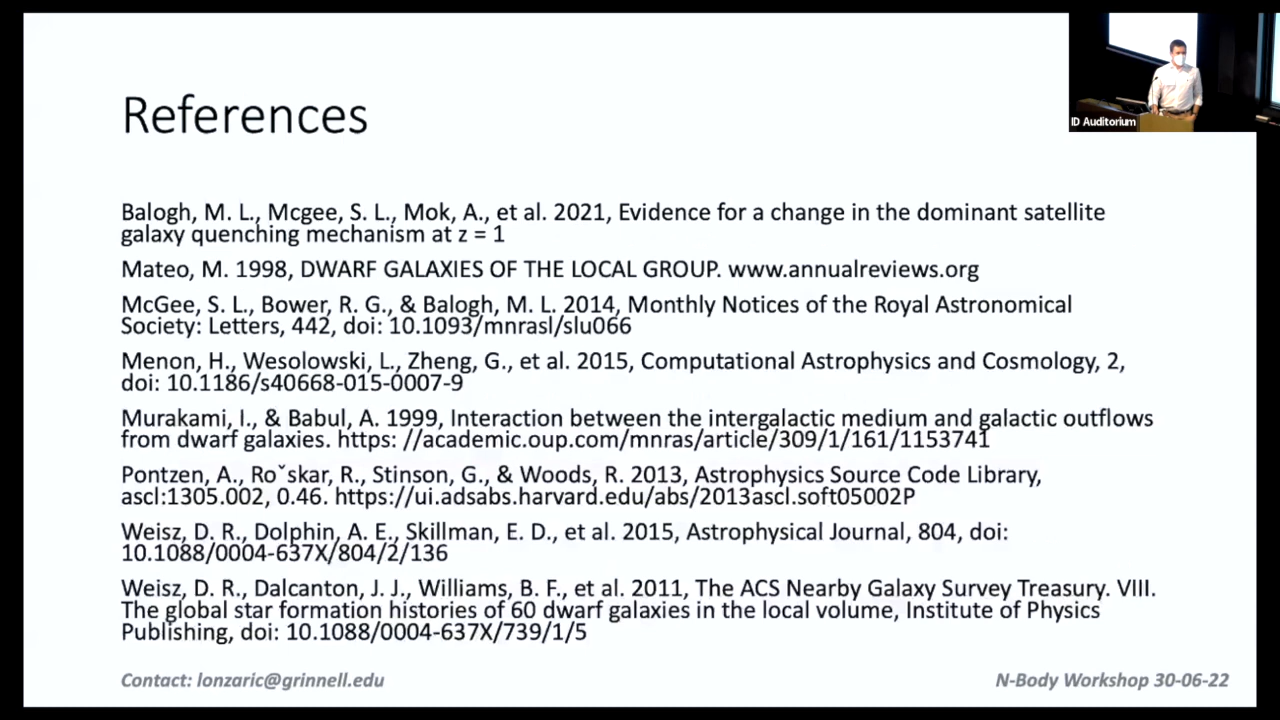 References
ID Auditorium
Balogh, M. L., Mcgee, S. L., Mok, A., et al. 2021, Evidence for a change in the dominant satellite
galaxy quenching mechanism at z = 1
Mateo, M. 1998, DWARF GALAXIES OF THE LOCAL GROUP. www.annualreviews.org
McGee, S. L., Bower, R. G., & Balogh, M. L. 2014, Monthly Notices of the Royal Astronomical
Society: Letters, 442, doi: 10.1093/mnrasl/slu066
Menon, H., Wesolowski, L., Zheng, G., et al. 2015, Computational Astrophysics and Cosmology, 2,
doi: 10.1186/s40668-015-0007-9
Murakami, I., & Babul, A. 1999, Interaction between the intergalactic medium and galactic outflows
from dwarf galaxies. https: //academic.oup.com/mnras/article/309/1/161/1153741
Pontzen, A., Roˇskar, R., Stinson, G., & Woods, R. 2013, Astrophysics Source Code Library,
ascl:1305.002, 0.46. https://ui.adsabs.harvard.edu/abs/2013ascl.soft05002P
Weisz, D. R., Dolphin, A. E., Skillman, E. D., et al. 2015, Astrophysical Journal, 804, doi:
10.1088/0004-637X/804/2/136
Weisz, D. R., Dalcanton, J. J., Williams, B. F., et al. 2011, The ACS Nearby Galaxy Survey Treasury. VIII.
The global star formation histories of 60 dwarf galaxies in the local volume, Institute of Physics
Publishing, doi: 10.1088/0004-637X/739/1/5
Contact: lonzaric@grinnell.edu
N-Body Workshop 30-06-22